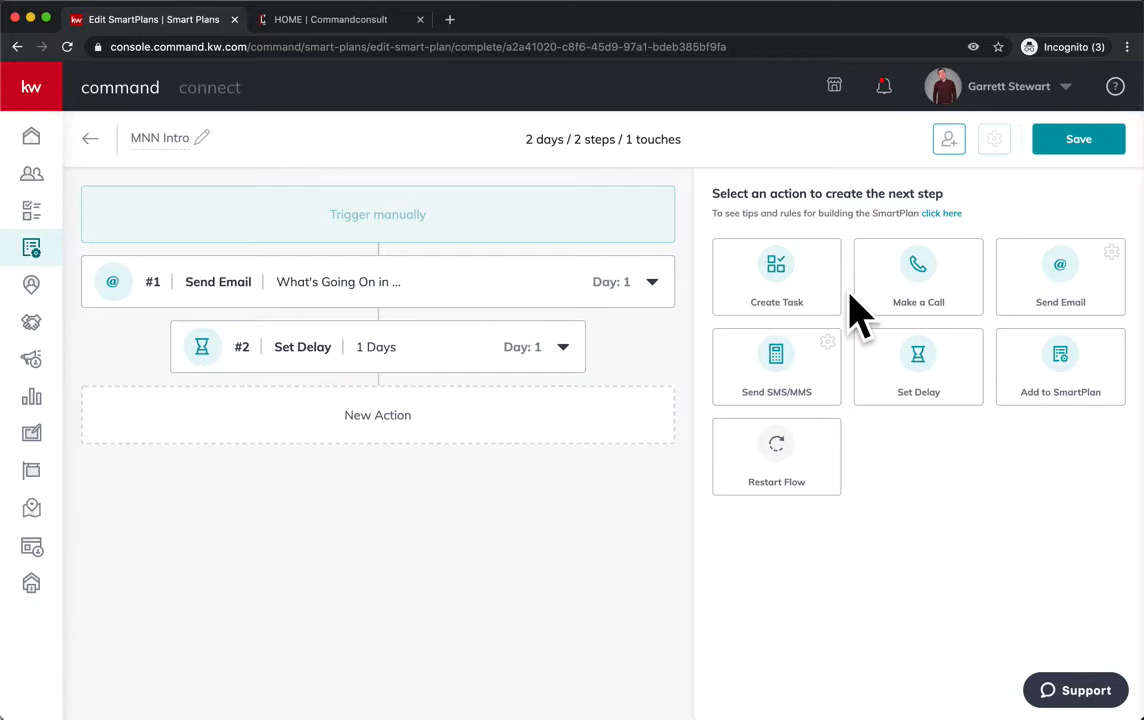 Edit SmartPlans | Smart Plans
HOME | Commandconsult
console.command.kw.com/command/smart-plans/edit-smart-plan/complete/a2a41020-c8f6-45d9-97a1-bdeb385bf9fa
Incognito (3)
kw
command
connect
Garrett Stewart
?
MNN Intro
2 days / 2 steps / 1 touches
Save
Trigger manually
@ #1 Send Email What's Going On in ... Day: 1
#2 Set Delay 1 Days Day: 1
New Action
Select an action to create the next step
To see tips and rules for building the SmartPlan click here
Create Task
Make a Call
@
Send Email
Send SMS/MMS
Set Delay
Add to SmartPlan
Restart Flow
Support